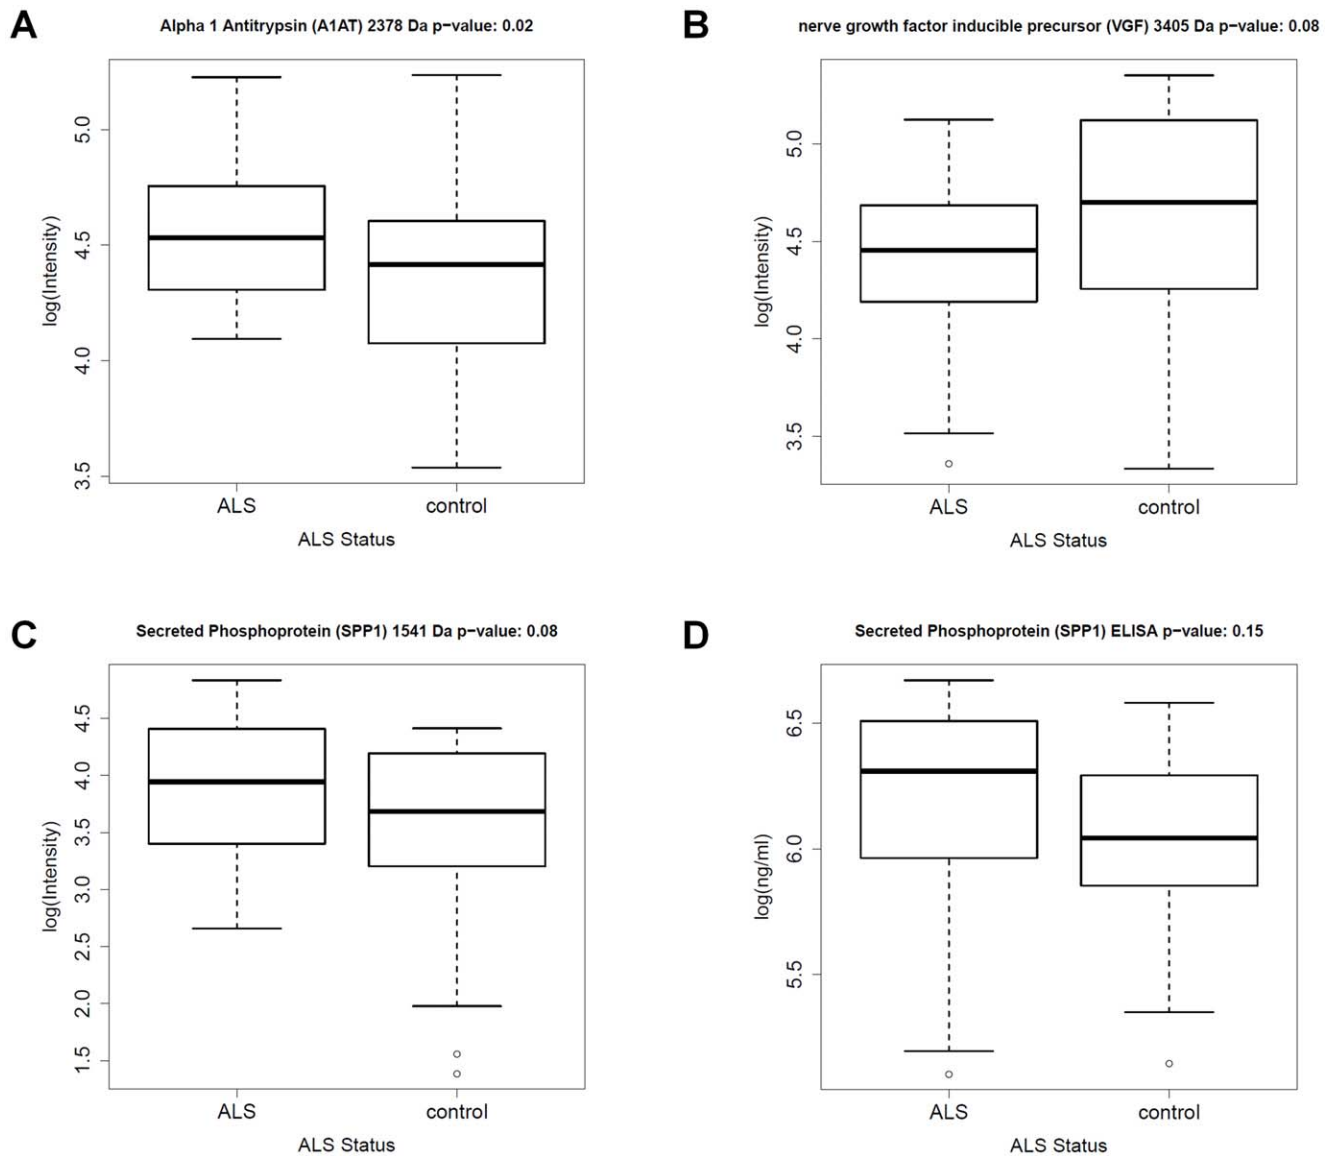 A
Alpha 1 Antitrypsin (A1AT) 2378 Da p−value: 0.02
log(Intensity)
5.0
4.5
4.0
3.5
ALS
control
ALS Status
B
nerve growth factor inducible precursor (VGF) 3405 Da p−value: 0.08
log(Intensity)
5.0
4.5
4.0
3.5
ALS
control
ALS Status
C
Secreted Phosphoprotein (SPP1) 1541 Da p−value: 0.08
log(Intensity)
4.5
4.0
3.5
3.0
2.5
2.0
1.5
ALS
control
ALS Status
D
Secreted Phosphoprotein (SPP1) ELISA p−value: 0.15
log(ng/ml)
6.5
6.0
5.5
ALS
control
ALS Status